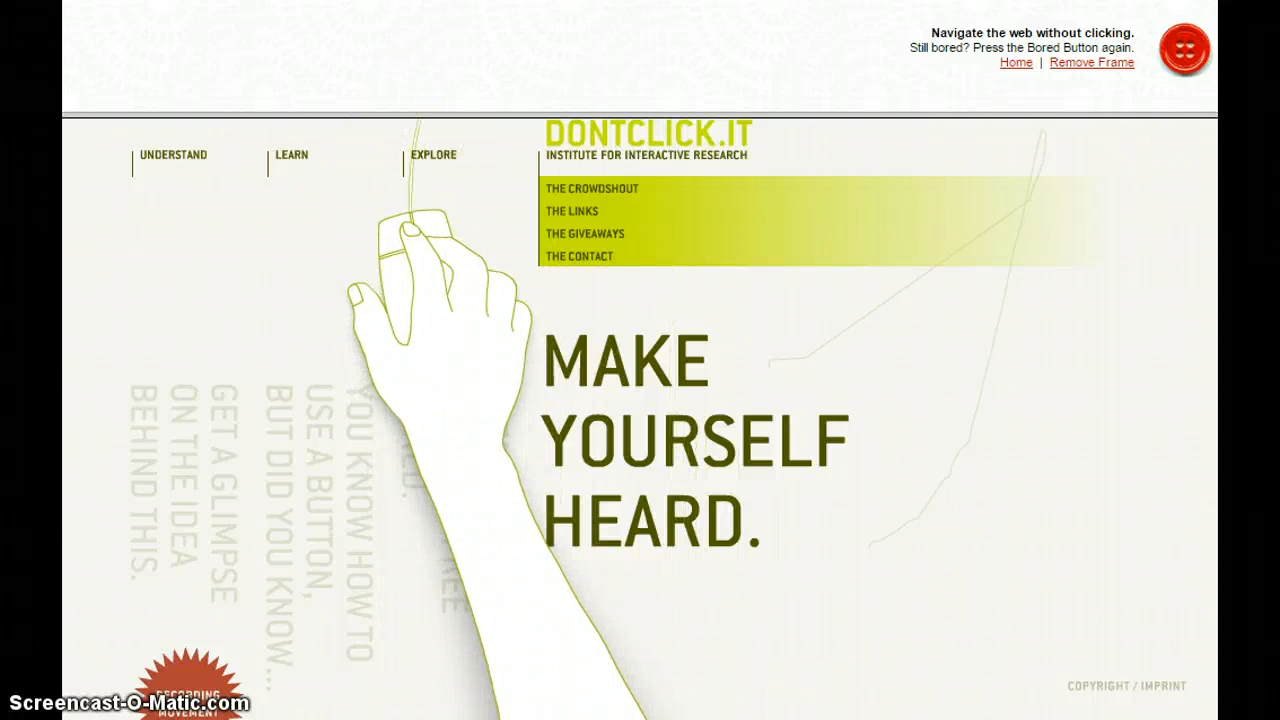 Navigate the web without clicking.
Still bored? Press the Bored Button again.
Home | Remove Frame
DONTCLICK.IT
UNDERSTAND
LEARN
EXPLORE
INSTITUTE FOR INTERACTIVE RESEARCH
THE CROWDSHOUT
THE LINKS
THE GIVEAWAYS
THE CONTACT
MAKE
YOURSELF
HEARD.
GET A GLIMPSE
ON THE IDEA
BEHIND THIS.
YOU KNOW HOW TO
USE A BUTTON,
BUT DID YOU KNOW...
RECORDING
MOVEMENT
COPYRIGHT / IMPRINT
Screencast-O-Matic.com